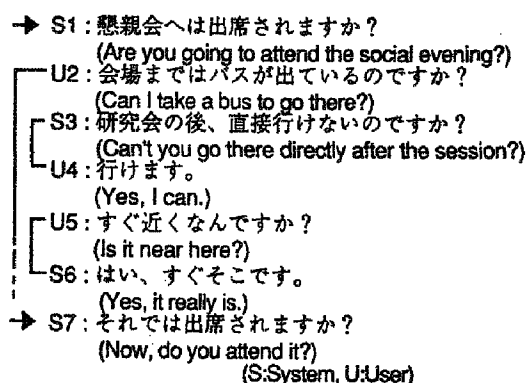 S1 : 懇親会へは出席されますか？
(Are you going to attend the social evening?)
U2 : 会場まではバスが出ているのですか？
(Can I take a bus to go there?)
S3 : 研究会の後、直接行けないのですか？
(Can't you go there directly after the session?)
U4 : 行けます。
(Yes, I can.)
U5 : すぐ近くなんですか？
(Is it near here?)
S6 : はい、すぐそこです。
(Yes, it really is.)
S7 : それでは出席されますか？
(Now, do you attend it?)
(S:System, U:User)